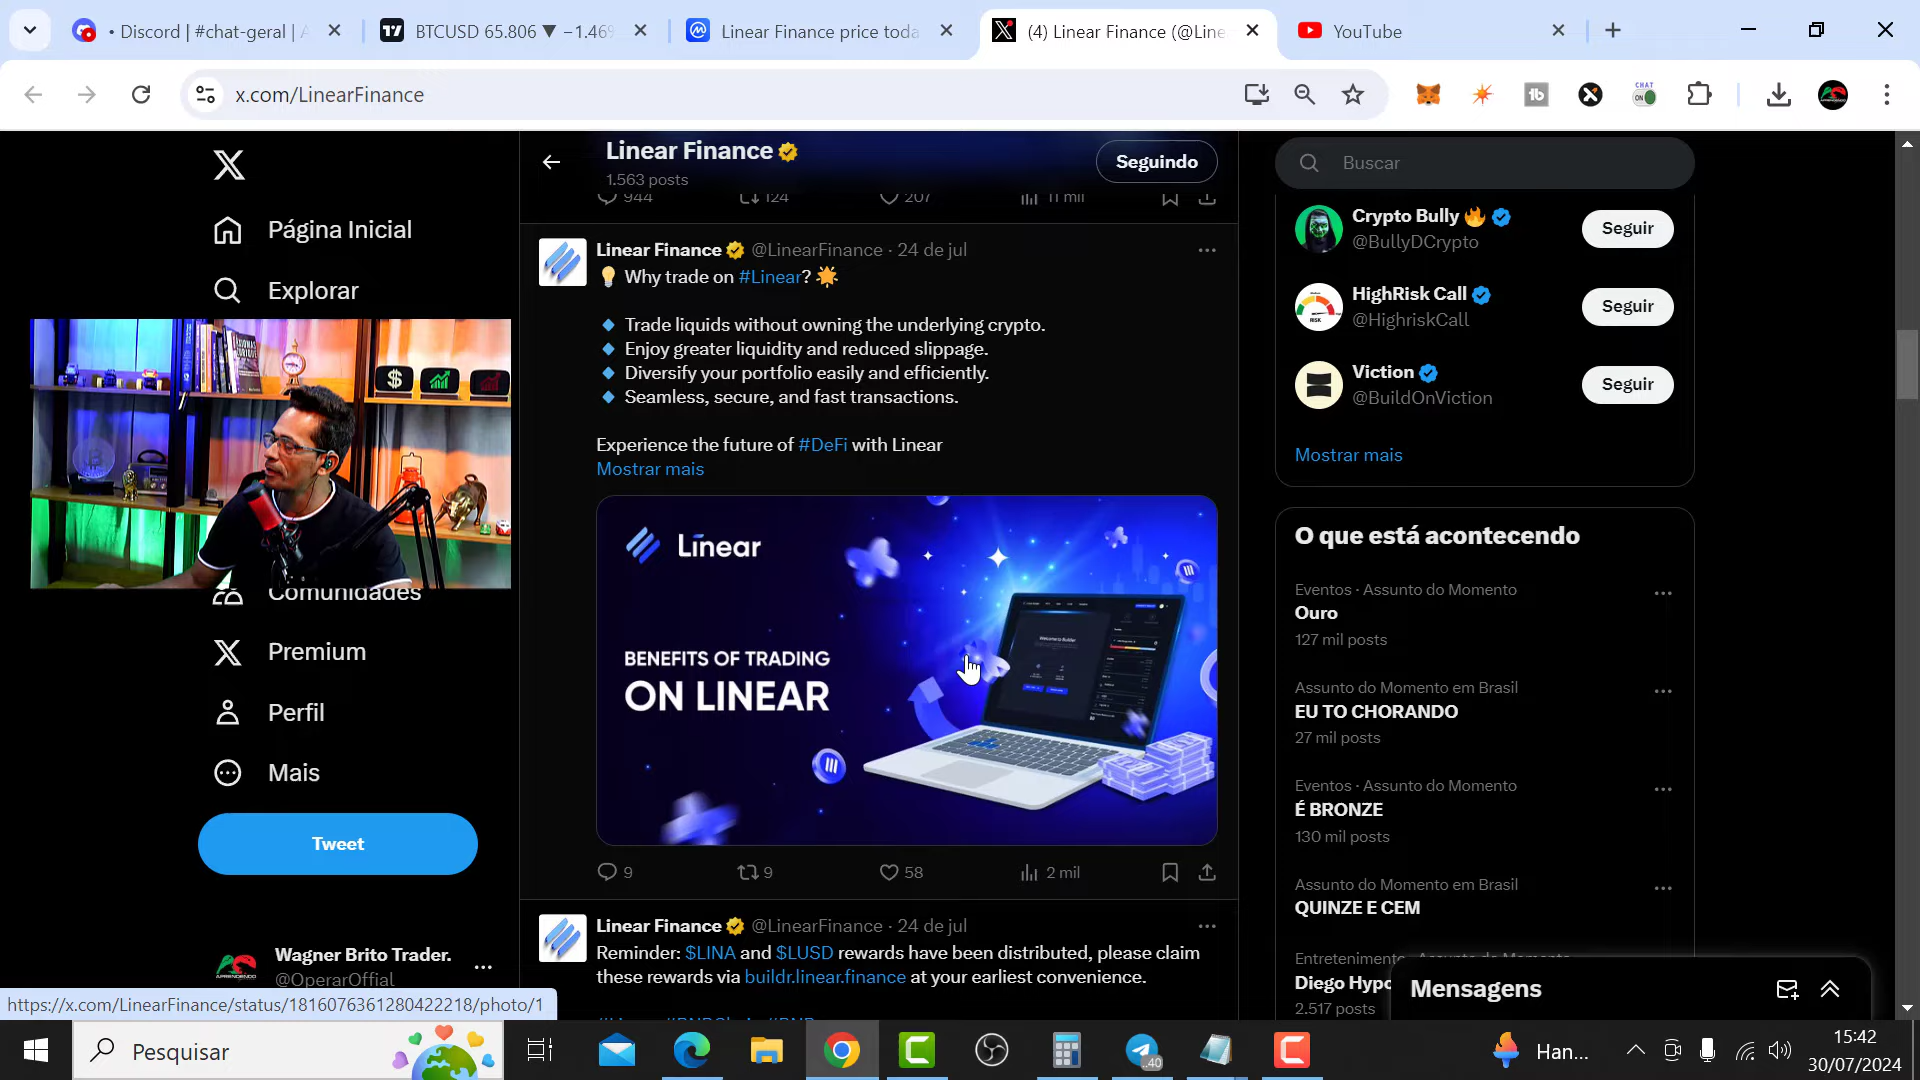 • Discord | #chat-geral | A
BTCUSD 65.806 ▼ −1.46%
Linear Finance price toda
(4) Linear Finance (@Line
YouTube
x.com/LinearFinance
Linear Finance
1.563 posts
Seguindo
944
124
207
11 mil
Página Inicial
Explorar
Comunidades
Premium
Perfil
Mais
Tweet
Wagner Brito Trader.
@OperarOffial
Linear Finance @LinearFinance · 24 de jul
Why trade on #Linear?
Trade liquids without owning the underlying crypto.
Enjoy greater liquidity and reduced slippage.
Diversify your portfolio easily and efficiently.
Seamless, secure, and fast transactions.
Experience the future of #DeFi with Linear
Mostrar mais
Linear
BENEFITS OF TRADING
ON LINEAR
9
9
58
2 mil
Linear Finance @LinearFinance · 24 de jul
Reminder: $LINA and $LUSD rewards have been distributed, please claim
these rewards via buildr.linear.finance at your earliest convenience.
Buscar
Crypto Bully
@BullyDCrypto
Seguir
HighRisk Call
@HighriskCall
Seguir
Viction
@BuildOnViction
Seguir
Mostrar mais
O que está acontecendo
Eventos · Assunto do Momento
Ouro
127 mil posts
Assunto do Momento em Brasil
EU TO CHORANDO
27 mil posts
Eventos · Assunto do Momento
É BRONZE
130 mil posts
Assunto do Momento em Brasil
QUINZE E CEM
Diego Hypo
2.517 posts
Mensagens
https://x.com/LinearFinance/status/1816076361280422218/photo/1
Pesquisar
..40
Han...
15:42
30/07/2024